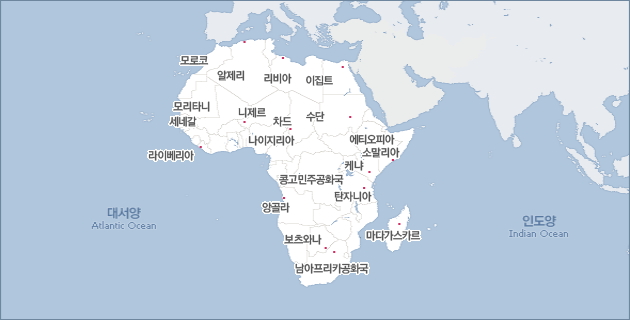 모로코
알제리
리비아
이집트
모리타니
세네갈
니제르
차드
수단
나이지리아
에티오피아
소말리아
라이베리아
케냐
콩고민주공화국
탄자니아
앙골라
대서양
Atlantic Ocean
인도양
Indian Ocean
보츠와나
마다가스카르
남아프리카공화국